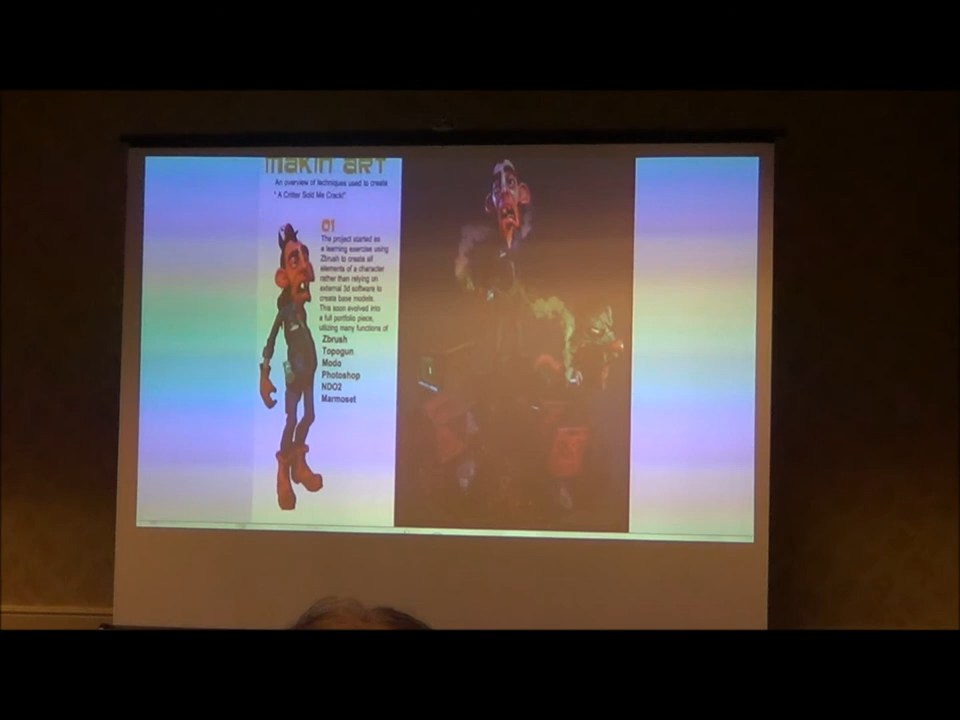 MAKIN ART
An overview of techniques used to create
" A Critter Sold Me Crack!"
01
The project started as
a learning exercise using
Zbrush to create all
elements of a character
rather than relying on
external 3d software to
create base models.
This soon evolved into
a full portfolio piece,
utilizing many functions of
Zbrush
Topogun
Modo
Photoshop
NDO2
Marmoset